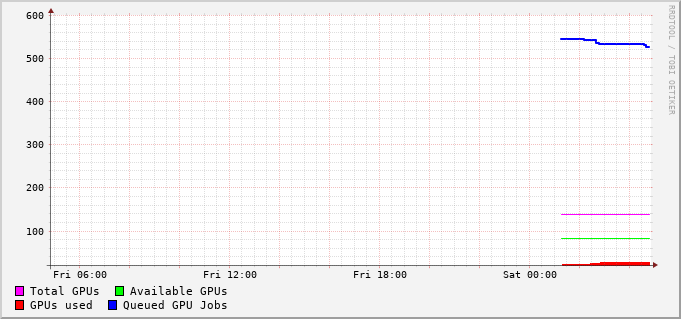 600
500
400
300
200
100
Fri 06:00 Fri 12:00 Fri 18:00 Sat 00:00
Total GPUs Available GPUs
GPUs used Queued GPU Jobs
RRDTOOL / TOBI OETIKER